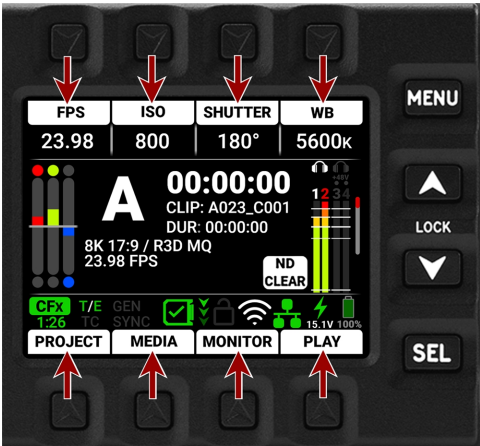 FPS ISO SHUTTER WB
23.98 800 180° 5600K
MENU
A 00:00:00
CLIP: A023_C001
DUR: 00:00:00
8K 17:9 / R3D MQ
23.98 FPS
+48V
1 2 3 4
ND
CLEAR
LOCK
CFx T/E GEN
1:26 TC SYNC
15.1V 100%
PROJECT MEDIA MONITOR PLAY
SEL